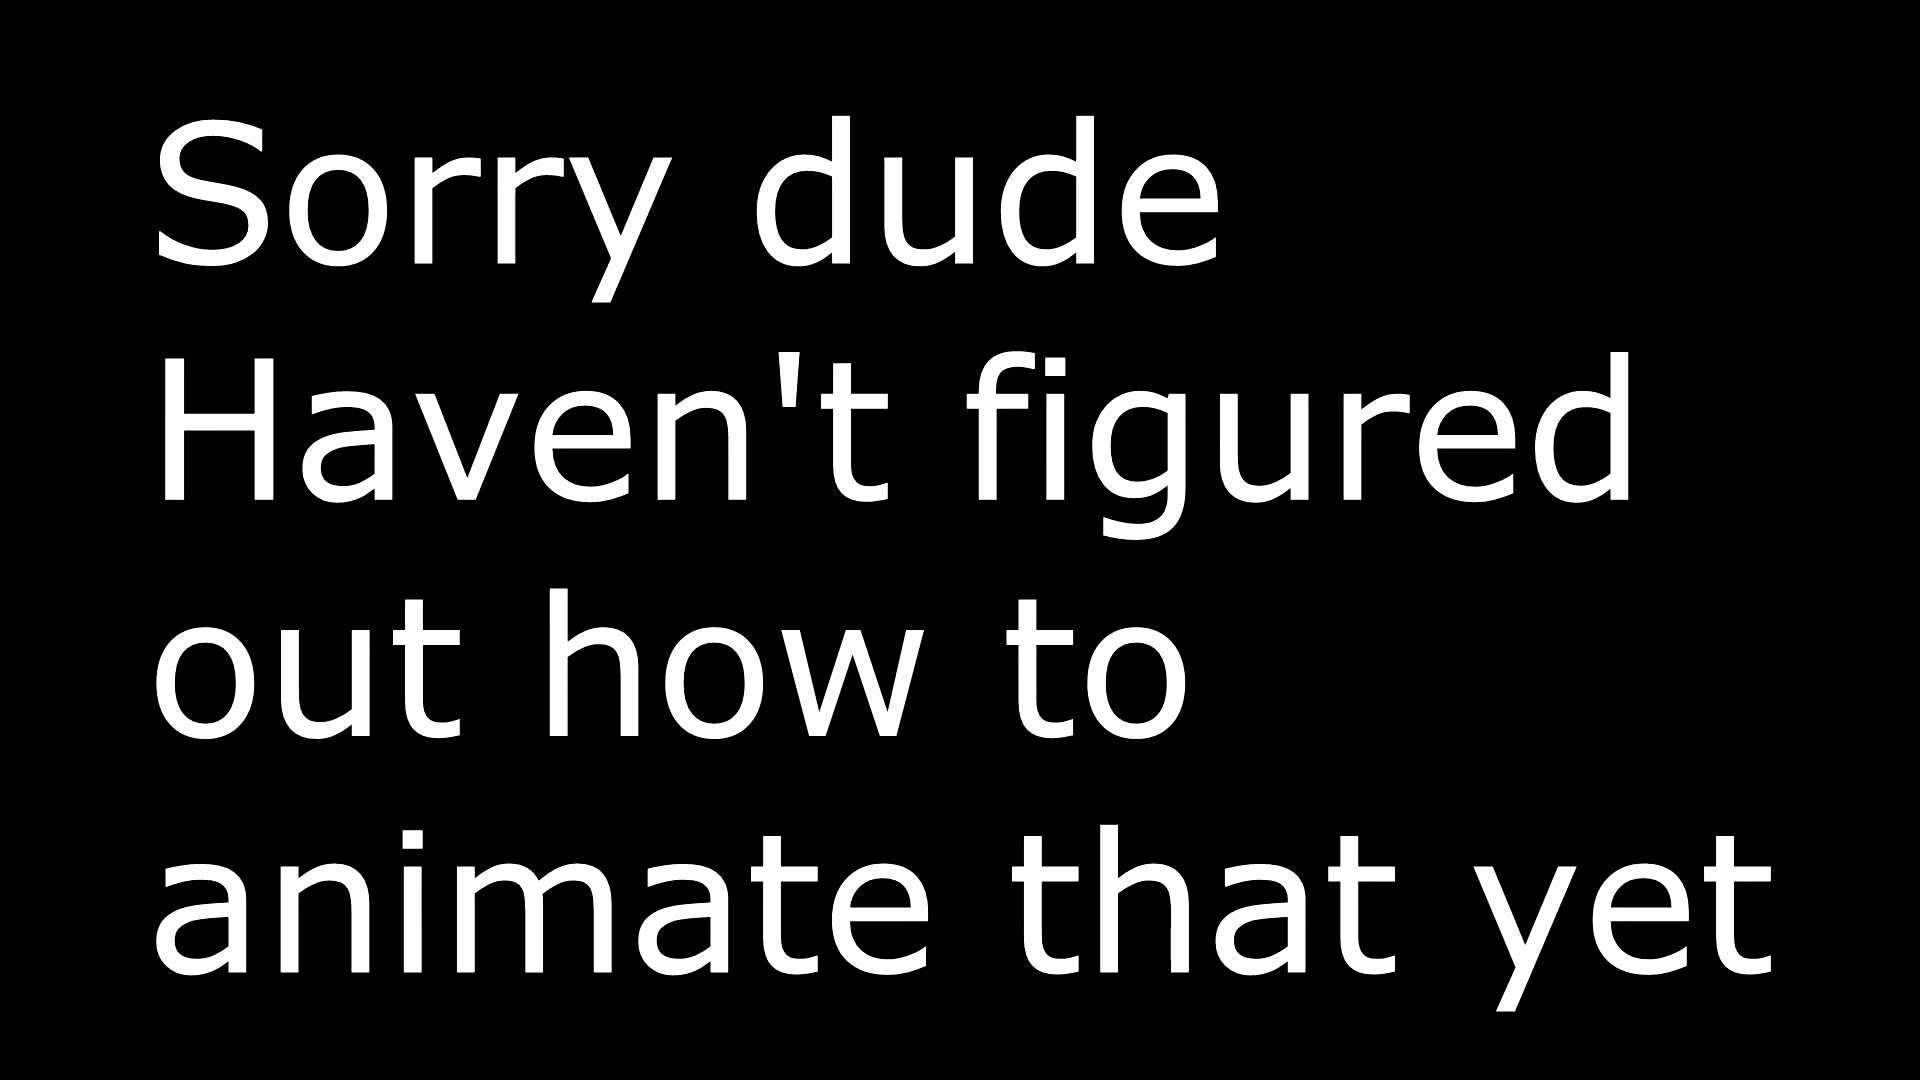 Sorry dude
Haven't figured
out how to
animate that yet